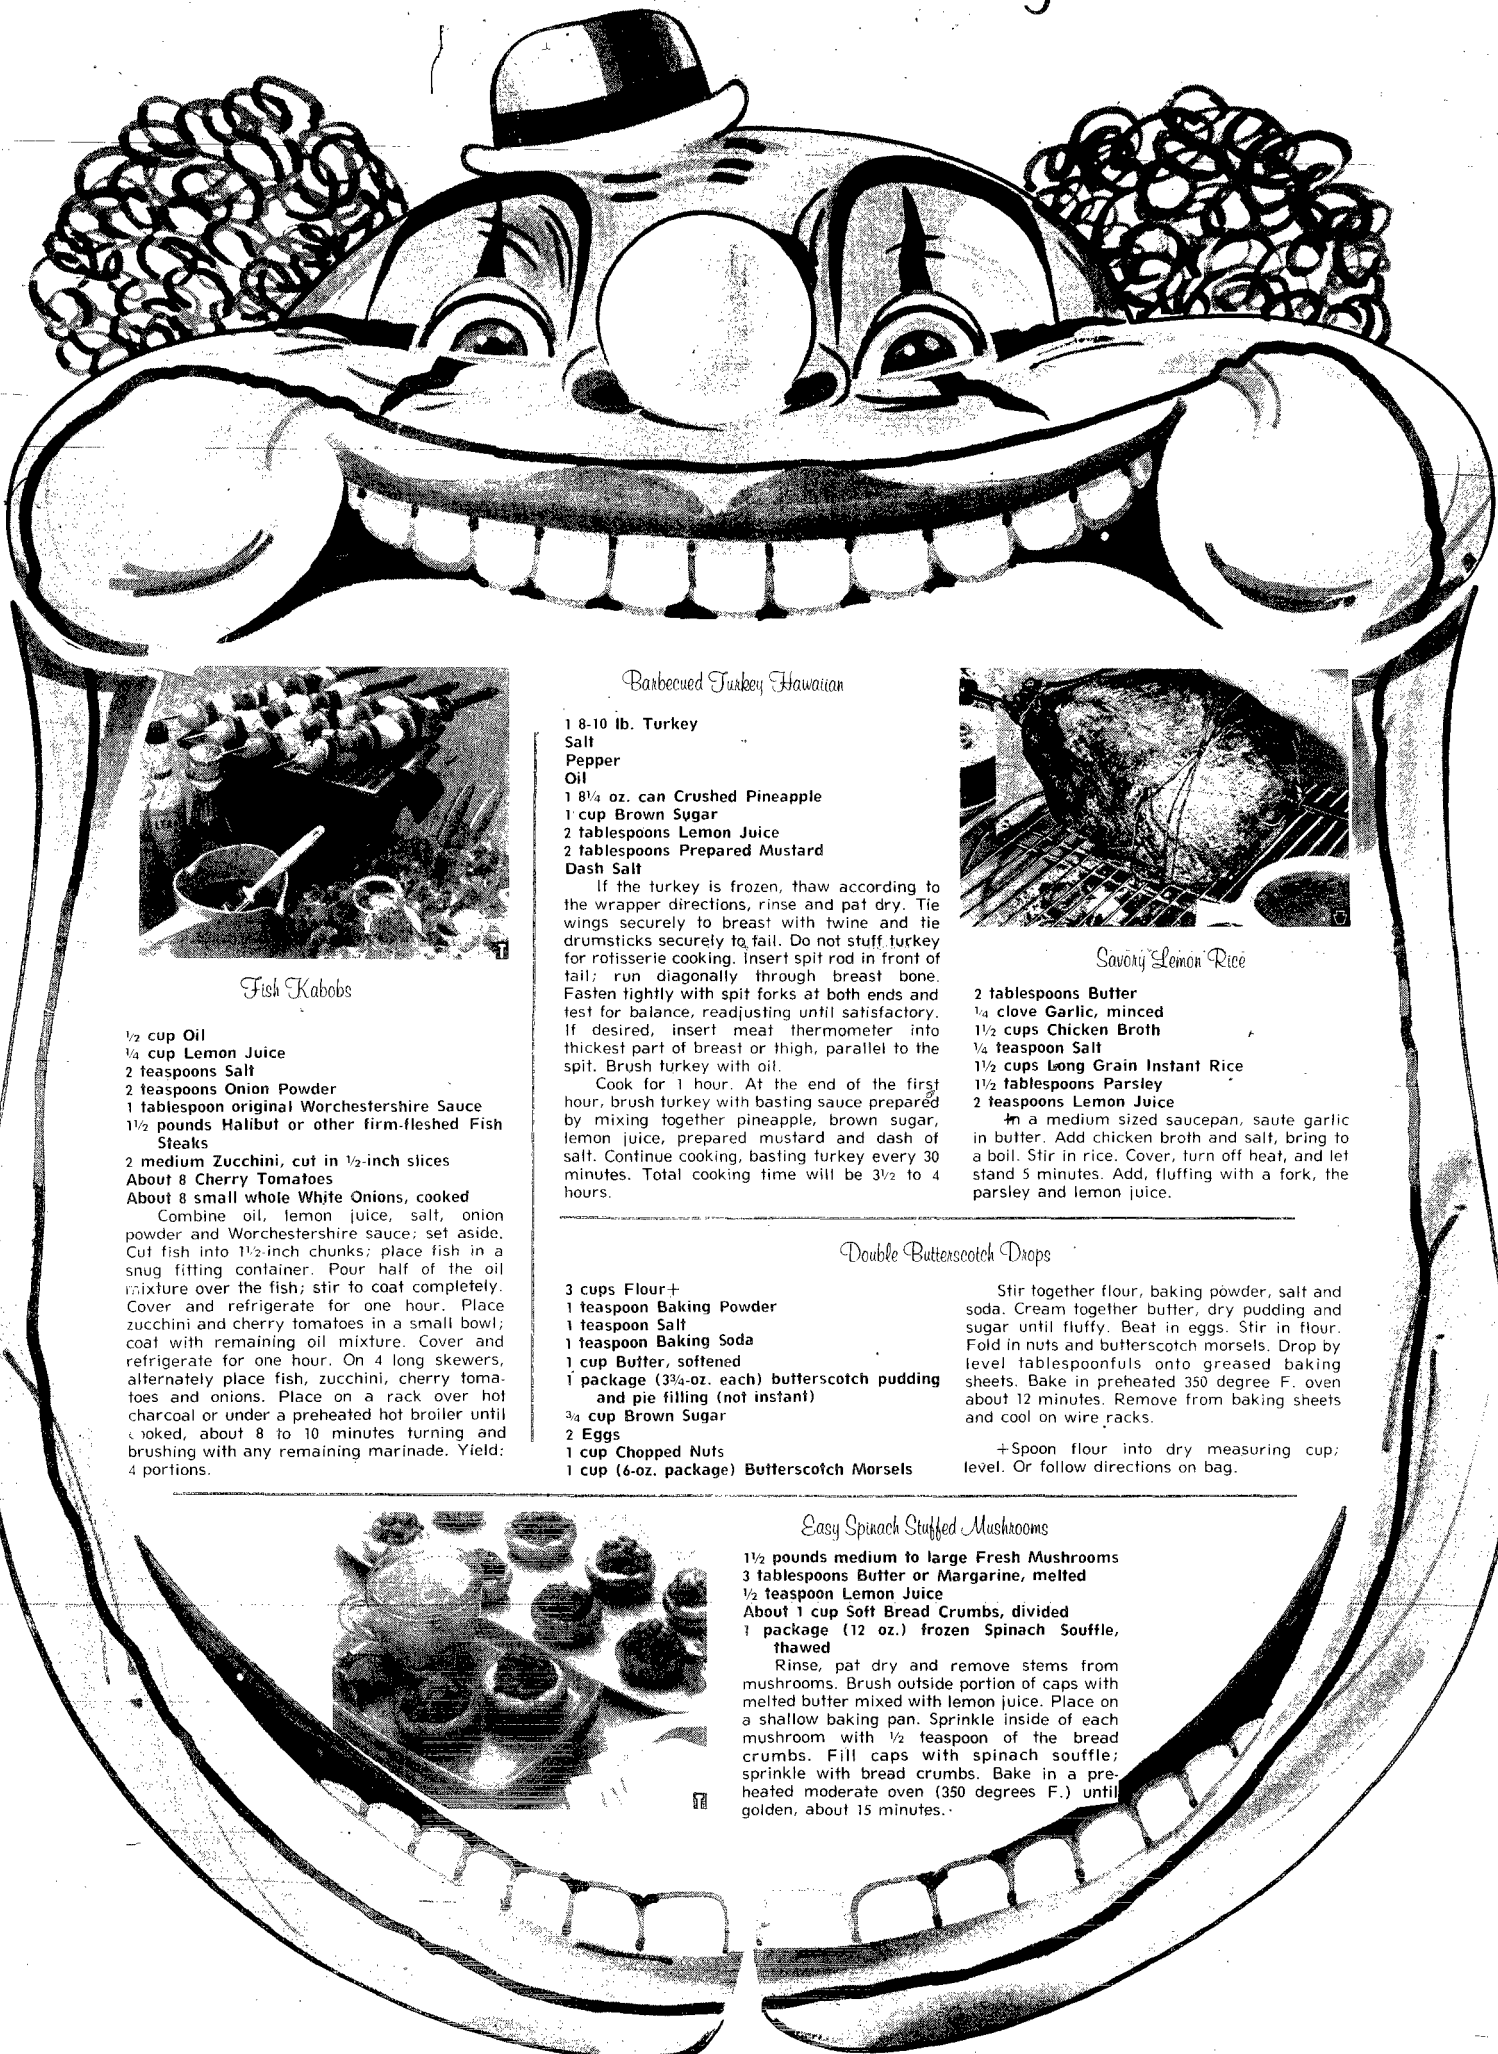 Fish Kabobs
½ cup Oil
¼ cup Lemon Juice
2 teaspoons Salt
2 teaspoons Onion Powder
1 tablespoon original Worchestershire Sauce
1½ pounds Halibut or other firm-fleshed Fish
Steaks
2 medium Zucchini, cut in ½-inch slices
About 8 Cherry Tomatoes
About 8 small whole White Onions, cooked
Combine oil, lemon juice, salt, onion
powder and Worchestershire sauce; set aside.
Cut fish into 1½-inch chunks; place fish in a
snug fitting container. Pour half of the oil
mixture over the fish; stir to coat completely.
Cover and refrigerate for one hour. Place
zucchini and cherry tomatoes in a small bowl;
coat with remaining oil mixture. Cover and
refrigerate for one hour. On 4 long skewers,
alternately place fish, zucchini, cherry toma-
toes and onions. Place on a rack over hot
charcoal or under a preheated hot broiler until
cooked, about 8 to 10 minutes turning and
brushing with any remaining marinade. Yield:
4 portions.
Barbecued Turkey Hawaiian
1 8-10 lb. Turkey
Salt
Pepper
Oil
1 8¼ oz. can Crushed Pineapple
1 cup Brown Sugar
2 tablespoons Lemon Juice
2 tablespoons Prepared Mustard
Dash Salt
If the turkey is frozen, thaw according to
the wrapper directions, rinse and pat dry. Tie
wings securely to breast with twine and tie
drumsticks securely to tail. Do not stuff turkey
for rotisserie cooking. Insert spit rod in front of
tail; run diagonally through breast bone.
Fasten tightly with spit forks at both ends and
test for balance, readjusting until satisfactory.
If desired, insert meat thermometer into
thickest part of breast or thigh, parallel to the
spit. Brush turkey with oil.
Cook for 1 hour. At the end of the first
hour, brush turkey with basting sauce prepared
by mixing together pineapple, brown sugar,
lemon juice, prepared mustard and dash of
salt. Continue cooking, basting turkey every 30
minutes. Total cooking time will be 3½ to 4
hours.
Savory Lemon Rice
2 tablespoons Butter
¼ clove Garlic, minced
1½ cups Chicken Broth
¼ teaspoon Salt
1½ cups Long Grain Instant Rice
1½ tablespoons Parsley
2 teaspoons Lemon Juice
In a medium sized saucepan, saute garlic
in butter. Add chicken broth and salt, bring to
a boil. Stir in rice. Cover, turn off heat, and let
stand 5 minutes. Add, fluffing with a fork, the
parsley and lemon juice.
Double Butterscotch Drops
3 cups Flour+
1 teaspoon Baking Powder
1 teaspoon Salt
1 teaspoon Baking Soda
1 cup Butter, softened
1 package (3¾-oz. each) butterscotch pudding
and pie filling (not instant)
¾ cup Brown Sugar
2 Eggs
1 cup Chopped Nuts
1 cup (6-oz. package) Butterscotch Morsels
Stir together flour, baking powder, salt and
soda. Cream together butter, dry pudding and
sugar until fluffy. Beat in eggs. Stir in flour.
Fold in nuts and butterscotch morsels. Drop by
level tablespoonfuls onto greased baking
sheets. Bake in preheated 350 degree F. oven
about 12 minutes. Remove from baking sheets
and cool on wire racks.
+Spoon flour into dry measuring cup;
level. Or follow directions on bag.
Easy Spinach Stuffed Mushrooms
1½ pounds medium to large Fresh Mushrooms
3 tablespoons Butter or Margarine, melted
½ teaspoon Lemon Juice
About 1 cup Soft Bread Crumbs, divided
1 package (12 oz.) frozen Spinach Souffle,
thawed
Rinse, pat dry and remove stems from
mushrooms. Brush outside portion of caps with
melted butter mixed with lemon juice. Place on
a shallow baking pan. Sprinkle inside of each
mushroom with ½ teaspoon of the bread
crumbs. Fill caps with spinach souffle;
sprinkle with bread crumbs. Bake in a pre-
heated moderate oven (350 degrees F.) until
golden, about 15 minutes.